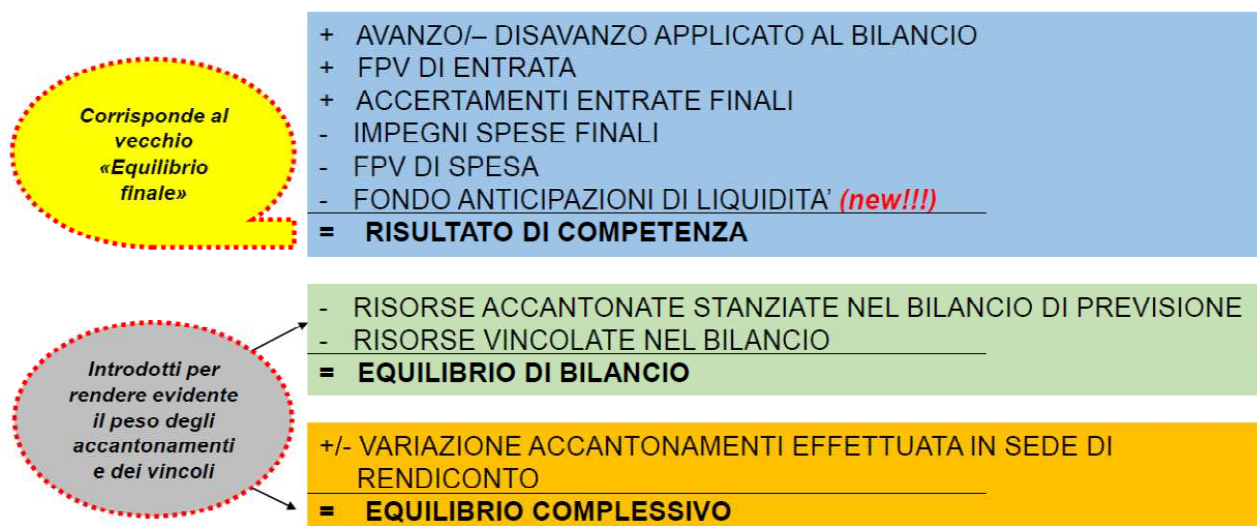 Corrisponde al
vecchio
«Equilibrio
finale»
+ AVANZO/– DISAVANZO APPLICATO AL BILANCIO
+ FPV DI ENTRATA
+ ACCERTAMENTI ENTRATE FINALI
- IMPEGNI SPESE FINALI
- FPV DI SPESA
- FONDO ANTICIPAZIONI DI LIQUIDITA’ (new!!!)
= RISULTATO DI COMPETENZA
Introdotti per
rendere evidente
il peso degli
accantonamenti
e dei vincoli
- RISORSE ACCANTONATE STANZIATE NEL BILANCIO DI PREVISIONE
- RISORSE VINCOLATE NEL BILANCIO
= EQUILIBRIO DI BILANCIO
+/- VARIAZIONE ACCANTONAMENTI EFFETTUATA IN SEDE DI
RENDICONTO
= EQUILIBRIO COMPLESSIVO